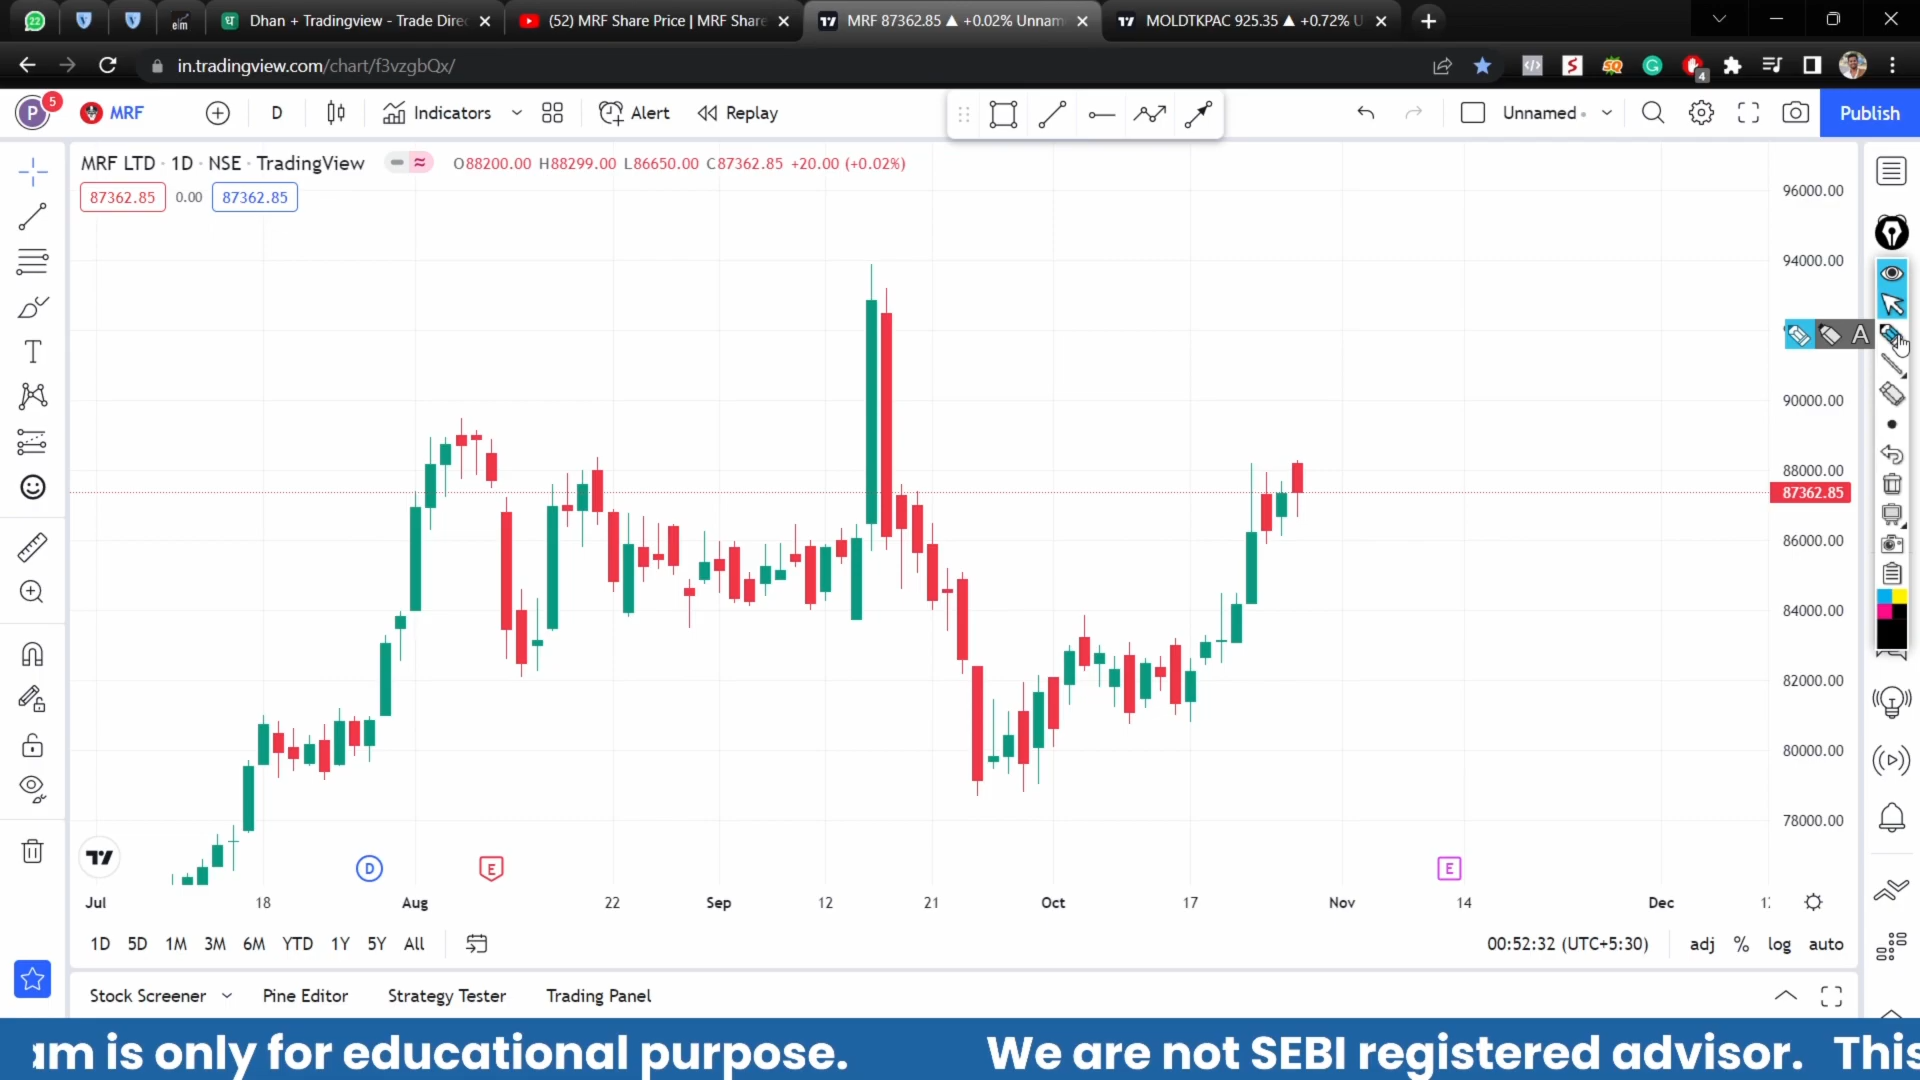 22
elm
Dhan + Tradingview - Trade Direc
(52) MRF Share Price | MRF Share
MRF 87362.85 ▲ +0.02% Unnam
MOLDTKPAC 925.35 ▲ +0.72% U
in.tradingview.com/chart/f3vzgbQx/
4
P
5
MRF
D
Indicators
Alert
Replay
Unnamed
Publish
MRF LTD · 1D · NSE · TradingView
O88200.00 H88299.00 L86650.00 C87362.85 +20.00 (+0.02%)
87362.85
0.00
87362.85
96000.00
94000.00
A
90000.00
88000.00
87362.85
86000.00
84000.00
82000.00
80000.00
78000.00
T
D
E
E
Jul
18
Aug
22
Sep
12
21
Oct
17
Nov
14
Dec
1D 5D 1M 3M 6M YTD 1Y 5Y All
00:52:32 (UTC+5:30)
adj % log auto
Stock Screener
Pine Editor
Strategy Tester
Trading Panel
am is only for educational purpose. We are not SEBI registered advisor. This